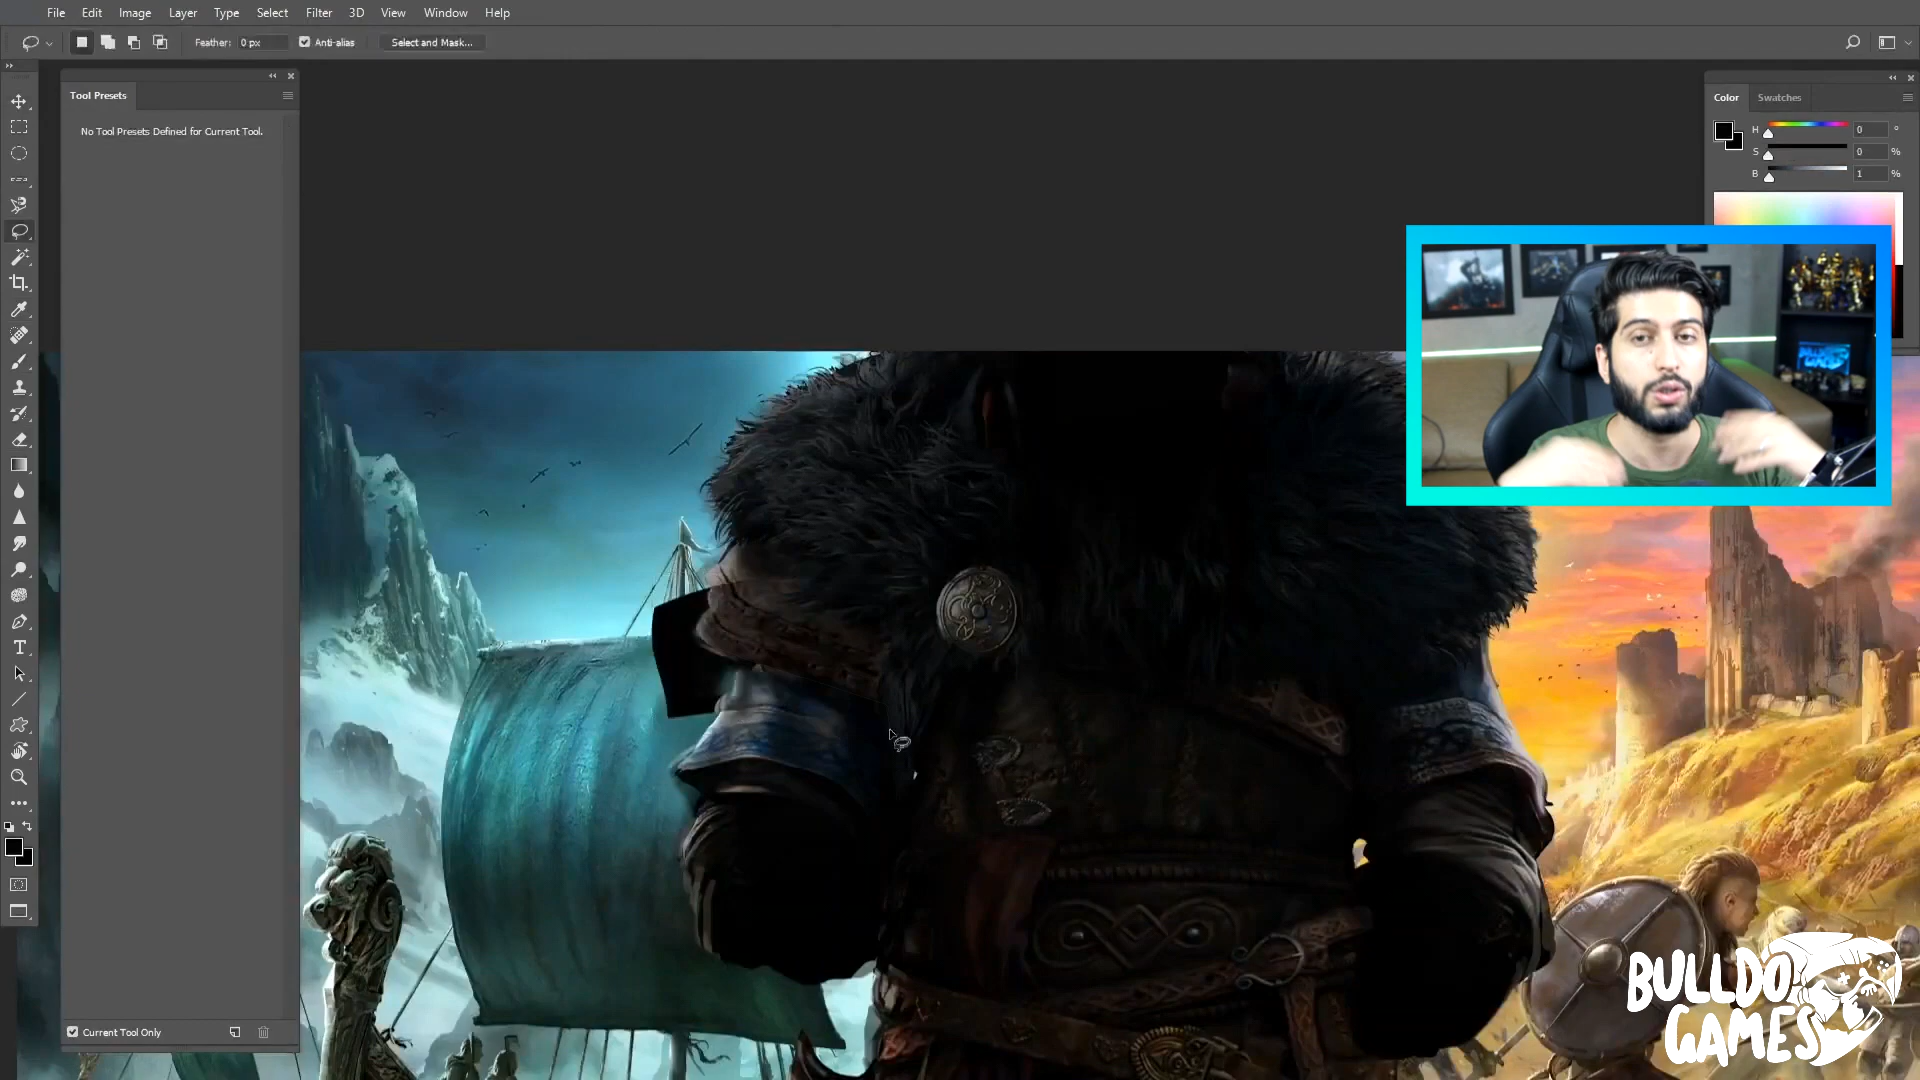 File Edit Image Layer Type Select Filter 3D View Window Help
Feather: 0 px Anti-alias Select and Mask...
Tool Presets
No Tool Presets Defined for Current Tool.
Color Swatches
H 0 °
S 0 %
B 1 %
BULLDOG GAMES
Current Tool Only
BULLDO
GAMES